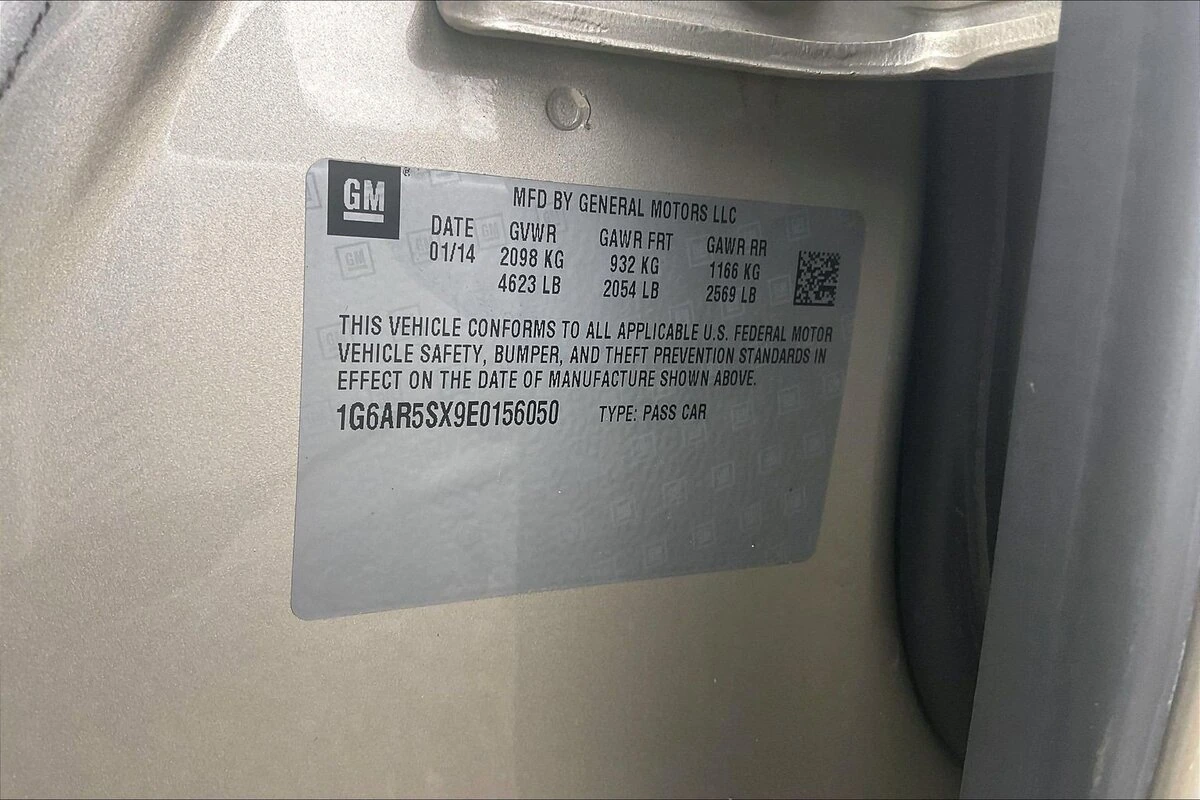 GM®
MFD BY GENERAL MOTORS LLC
DATE GVWR GAWR FRT GAWR RR
01/14 2098 KG 932 KG 1166 KG
4623 LB 2054 LB 2569 LB
THIS VEHICLE CONFORMS TO ALL APPLICABLE U.S. FEDERAL MOTOR
VEHICLE SAFETY, BUMPER, AND THEFT PREVENTION STANDARDS IN
EFFECT ON THE DATE OF MANUFACTURE SHOWN ABOVE.
1G6AR5SX9E0156050 TYPE: PASS CAR